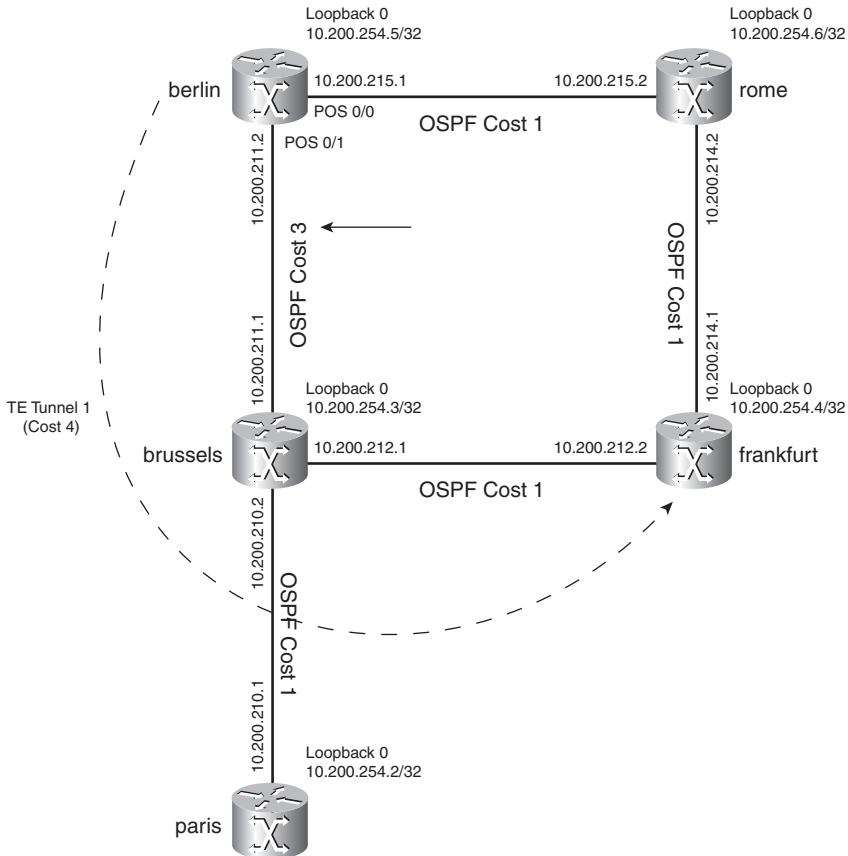 Loopback 0
10.200.254.5/32
Loopback 0
10.200.254.6/32
berlin
10.200.215.1
10.200.215.2
rome
POS 0/0
OSPF Cost 1
POS 0/1
10.200.211.2
10.200.214.2
OSPF Cost 3
OSPF Cost 1
10.200.211.1
10.200.214.1
TE Tunnel 1
(Cost 4)
Loopback 0
10.200.254.3/32
Loopback 0
10.200.254.4/32
brussels
10.200.212.1
10.200.212.2
frankfurt
OSPF Cost 1
10.200.210.2
OSPF Cost 1
10.200.210.1
Loopback 0
10.200.254.2/32
paris